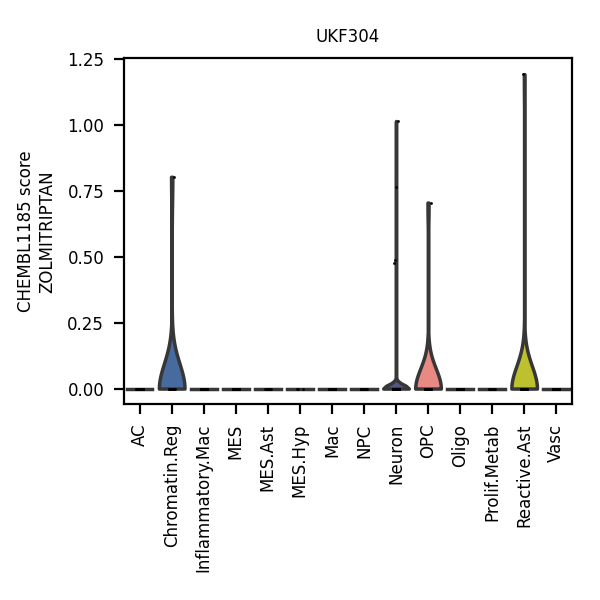 UKF304
CHEMBL1185 score
ZOLMITRIPTAN
1.25
1.00
0.75
0.50
0.25
0.00
AC
Chromatin.Reg
Inflammatory.Mac
MES
MES.Ast
MES.Hyp
Mac
NPC
Neuron
OPC
Oligo
Prolif.Metab
Reactive.Ast
Vasc